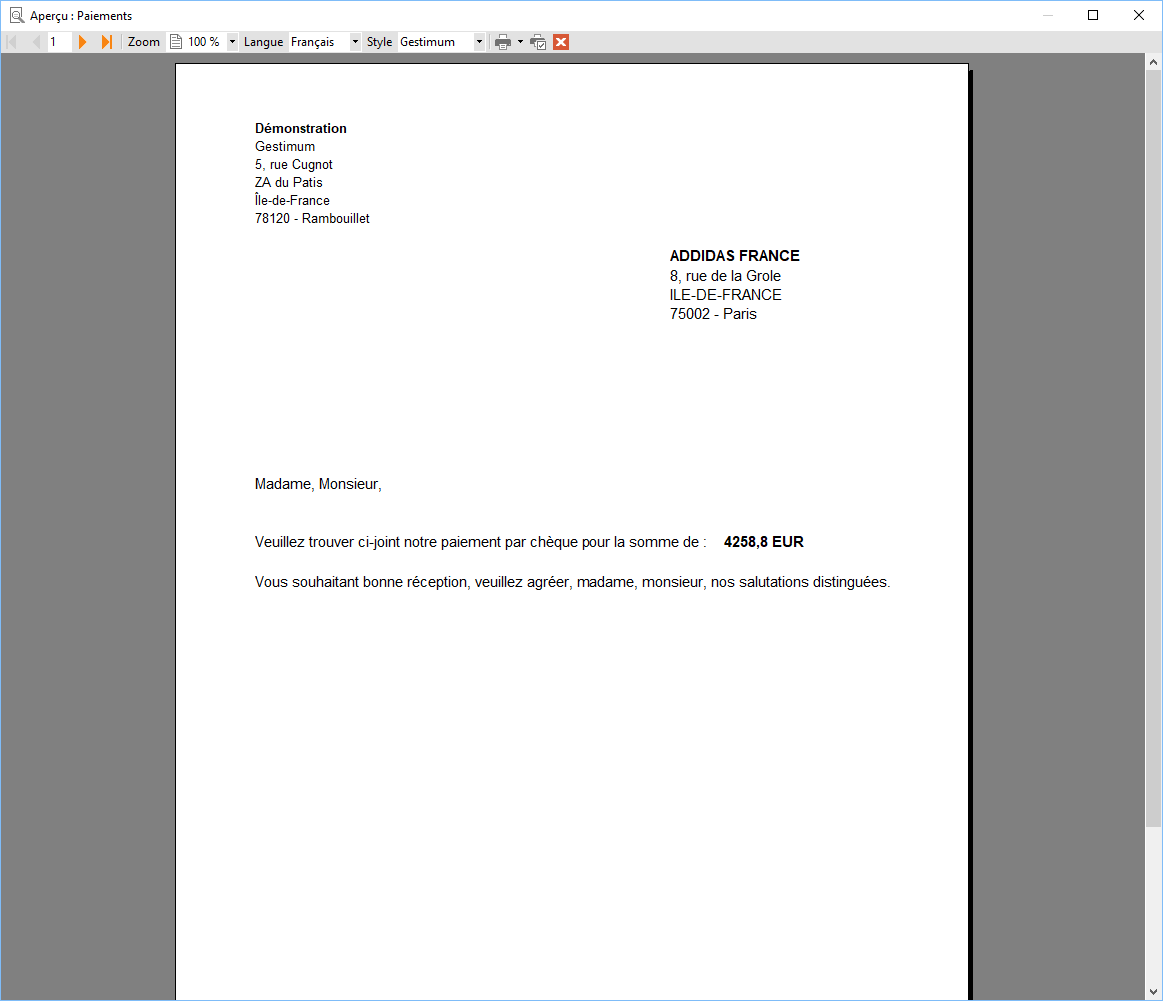 Aperçu : Paiements
1 Zoom 100 % Langue Français Style Gestimum
Démonstration
Gestimum
5, rue Cugnot
ZA du Patis
Île-de-France
78120 - Rambouillet
ADDIDAS FRANCE
8, rue de la Grole
ILE-DE-FRANCE
75002 - Paris
Madame, Monsieur,
Veuillez trouver ci-joint notre paiement par chèque pour la somme de : 4258,8 EUR
Vous souhaitant bonne réception, veuillez agréer, madame, monsieur, nos salutations distinguées.